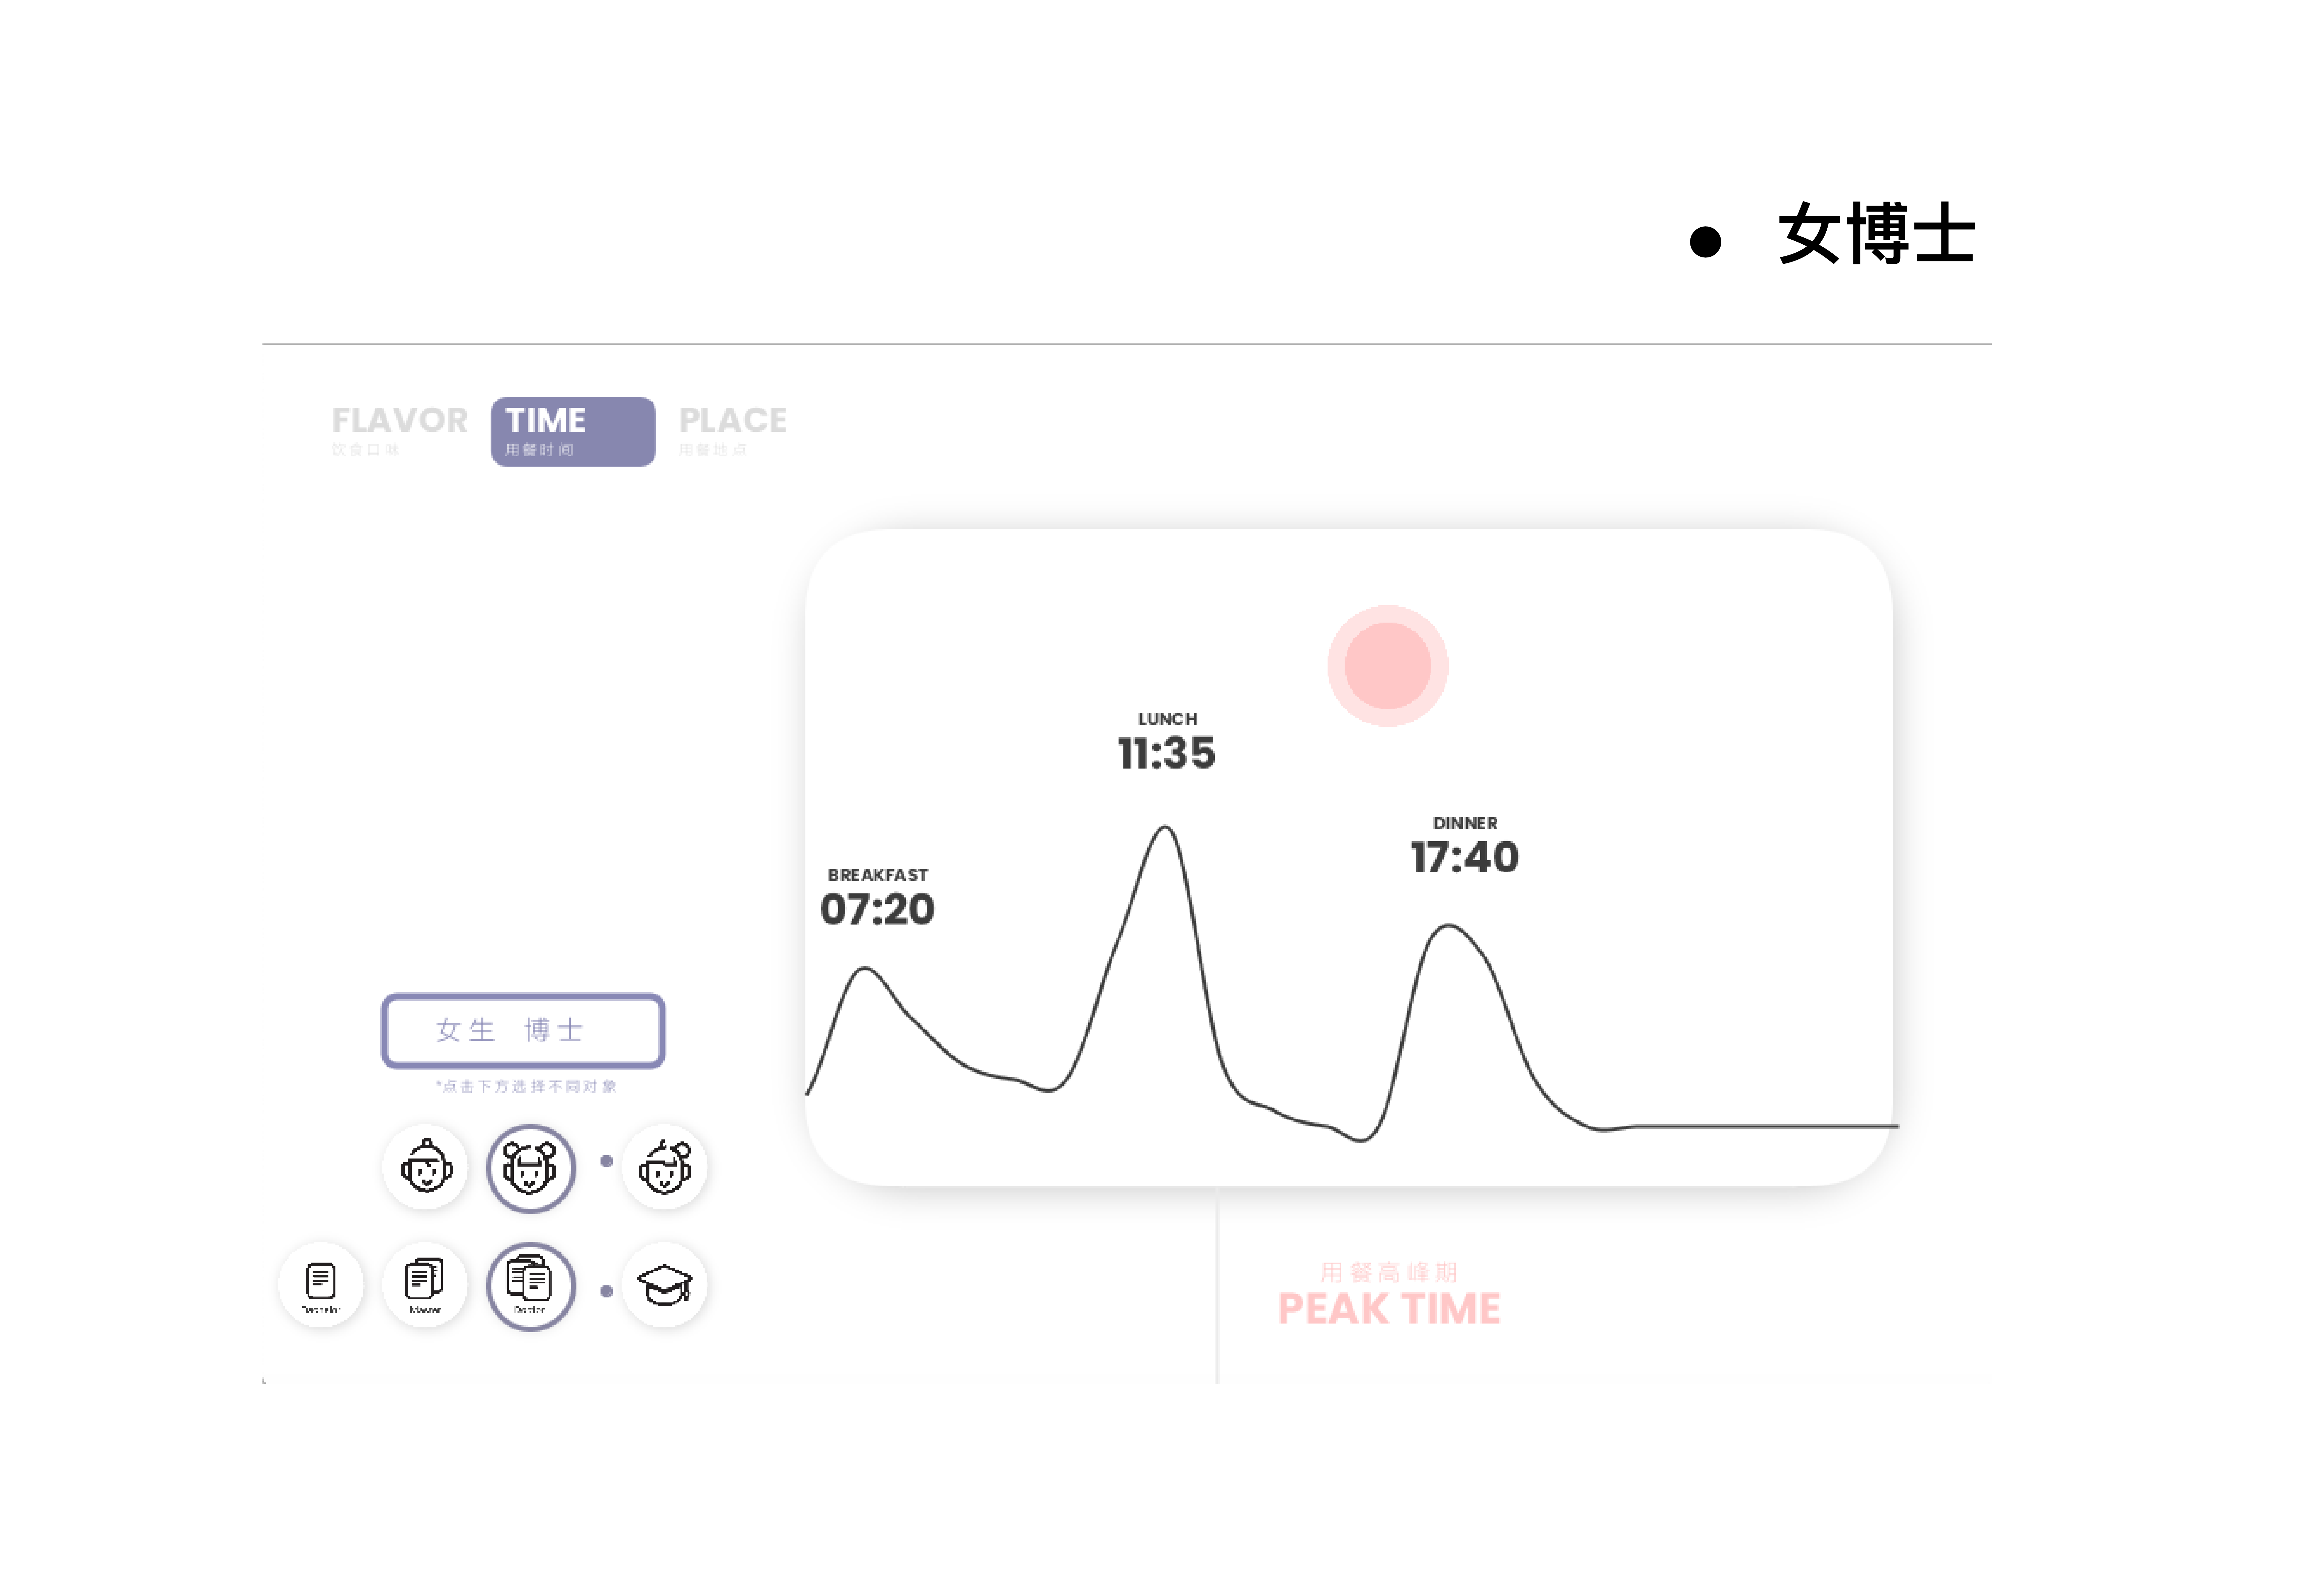 ● 女博士
FLAVOR
饮食口味
TIME
用餐时间
PLACE
用餐地点
LUNCH
11:35
DINNER
17:40
BREAKFAST
07:20
女生 博士
*点击下方选择不同对象
Bachelor
Master
Doctor
用餐高峰期
PEAK TIME